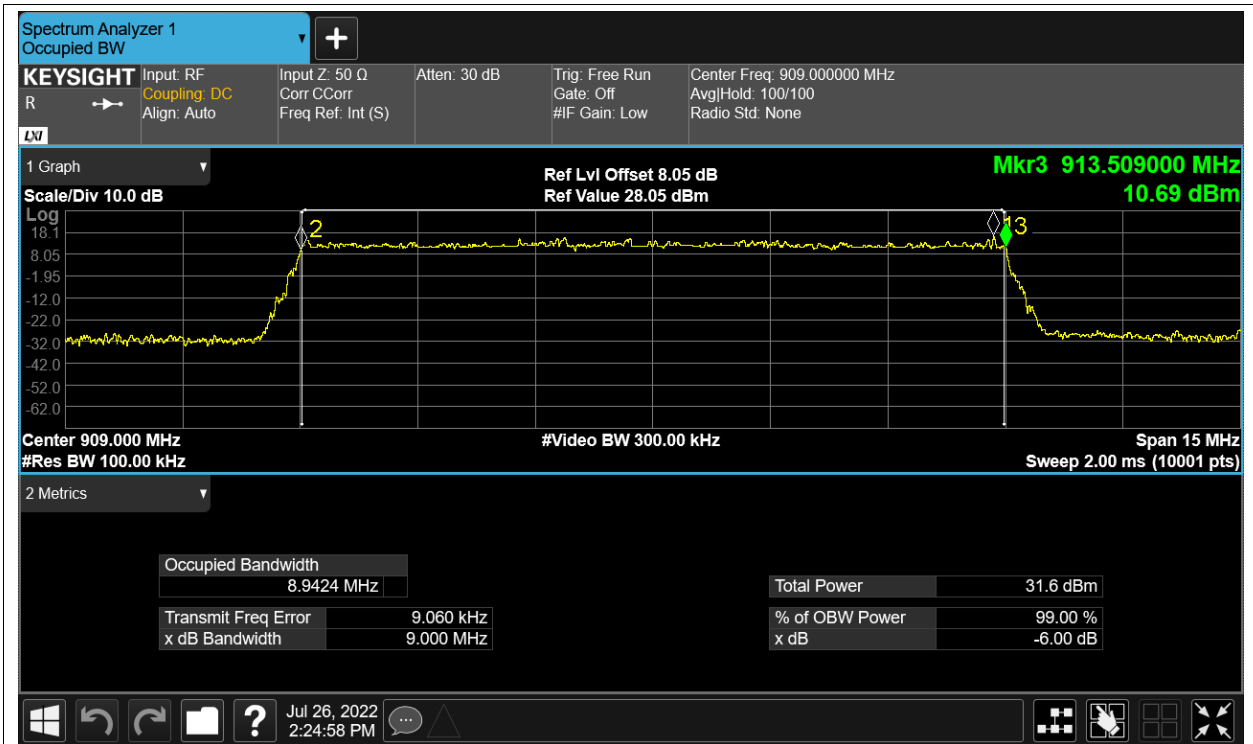 Spectrum Analyzer 1
Occupied BW
KEYSIGHT
R
LXI
Input: RF
Coupling: DC
Align: Auto
Input Z: 50 Ω
Corr CCorr
Freq Ref: Int (S)
Atten: 30 dB
Trig: Free Run
Gate: Off
#IF Gain: Low
Center Freq: 909.000000 MHz
Avg|Hold: 100/100
Radio Std: None
1 Graph
Scale/Div 10.0 dB
Ref Lvl Offset 8.05 dB
Ref Value 28.05 dBm
Mkr3 913.509000 MHz
10.69 dBm
Log
18.1
8.05
-1.95
-12.0
-22.0
-32.0
-42.0
-52.0
-62.0
2
13
Center 909.000 MHz
#Video BW 300.00 kHz
Span 15 MHz
#Res BW 100.00 kHz
Sweep 2.00 ms (10001 pts)
2 Metrics
Occupied Bandwidth
8.9424 MHz
Transmit Freq Error 9.060 kHz
x dB Bandwidth 9.000 MHz
Total Power 31.6 dBm
% of OBW Power 99.00 %
x dB -6.00 dB
?
Jul 26, 2022
2:24:58 PM